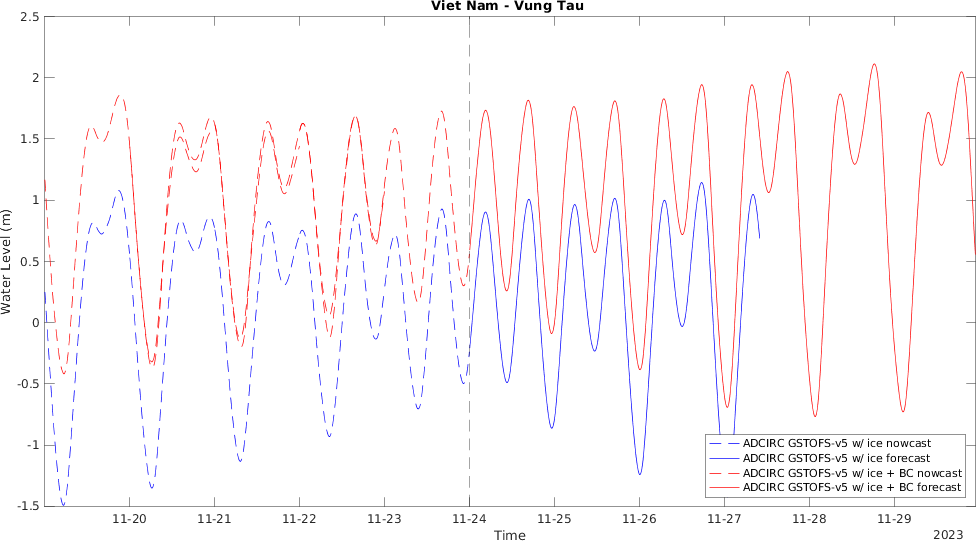 Viet Nam - Vung Tau
2.5
2
1.5
1
0.5
0
-0.5
-1
-1.5
Water Level (m)
ADCIRC GSTOFS-v5 w/ ice nowcast
ADCIRC GSTOFS-v5 w/ ice forecast
ADCIRC GSTOFS-v5 w/ ice + BC nowcast
ADCIRC GSTOFS-v5 w/ ice + BC forecast
11-20 11-21 11-22 11-23 11-24 11-25 11-26 11-27 11-28 11-29
Time
2023